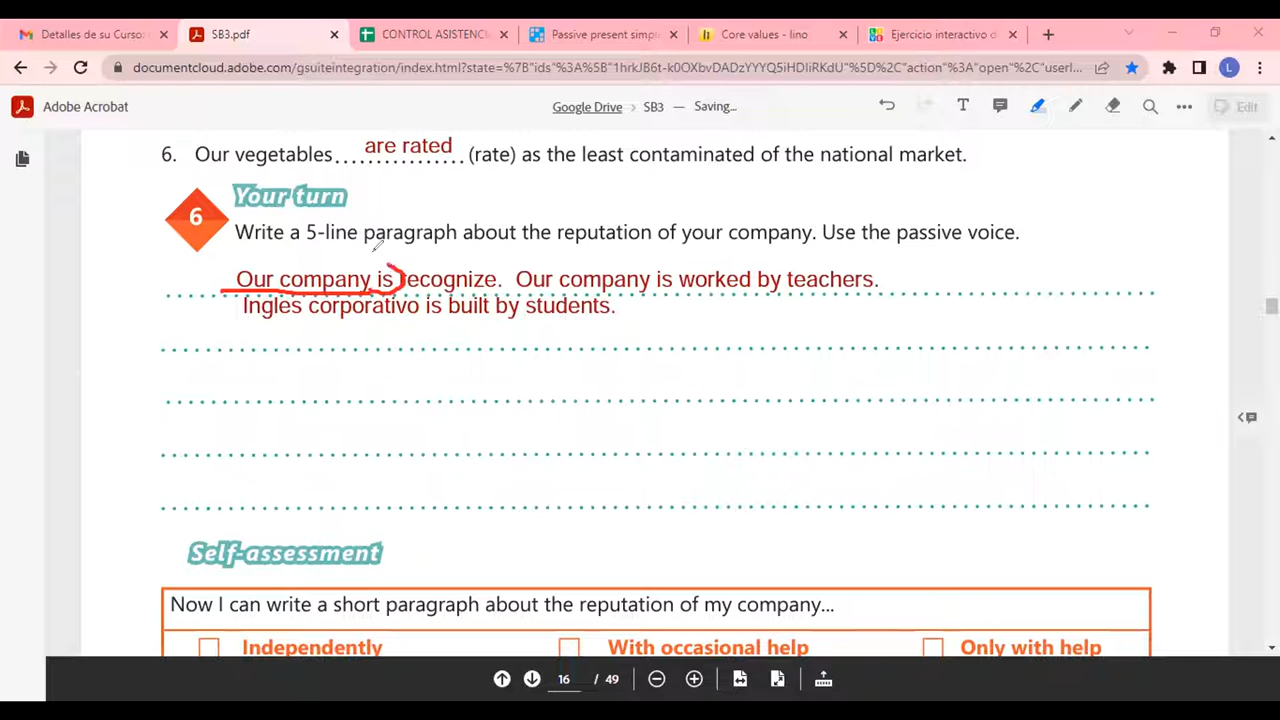 Detalles de su Curso:
SB3.pdf
CONTROL ASISTENCI
Passive present simple
Core values - lino
Ejercicio interactivo d
documentcloud.adobe.com/gsuiteintegration/index.html?state=%7B"ids"%3A%5B"1hrkJB6t-k0OXbvDADzYYYQ5iHDIiRKdU"%5D%2C"action"%3A"open"%2C"userI...
L
Adobe Acrobat
Google Drive > SB3 — Saving...
T
Edit
6. Our vegetables are rated (rate) as the least contaminated of the national market.
Your turn
6
Write a 5-line paragraph about the reputation of your company. Use the passive voice.
Our company is recognize. Our company is worked by teachers.
Ingles corporativo is built by students.
Self-assessment
Now I can write a short paragraph about the reputation of my company...
Independently With occasional help Only with help
16 / 49